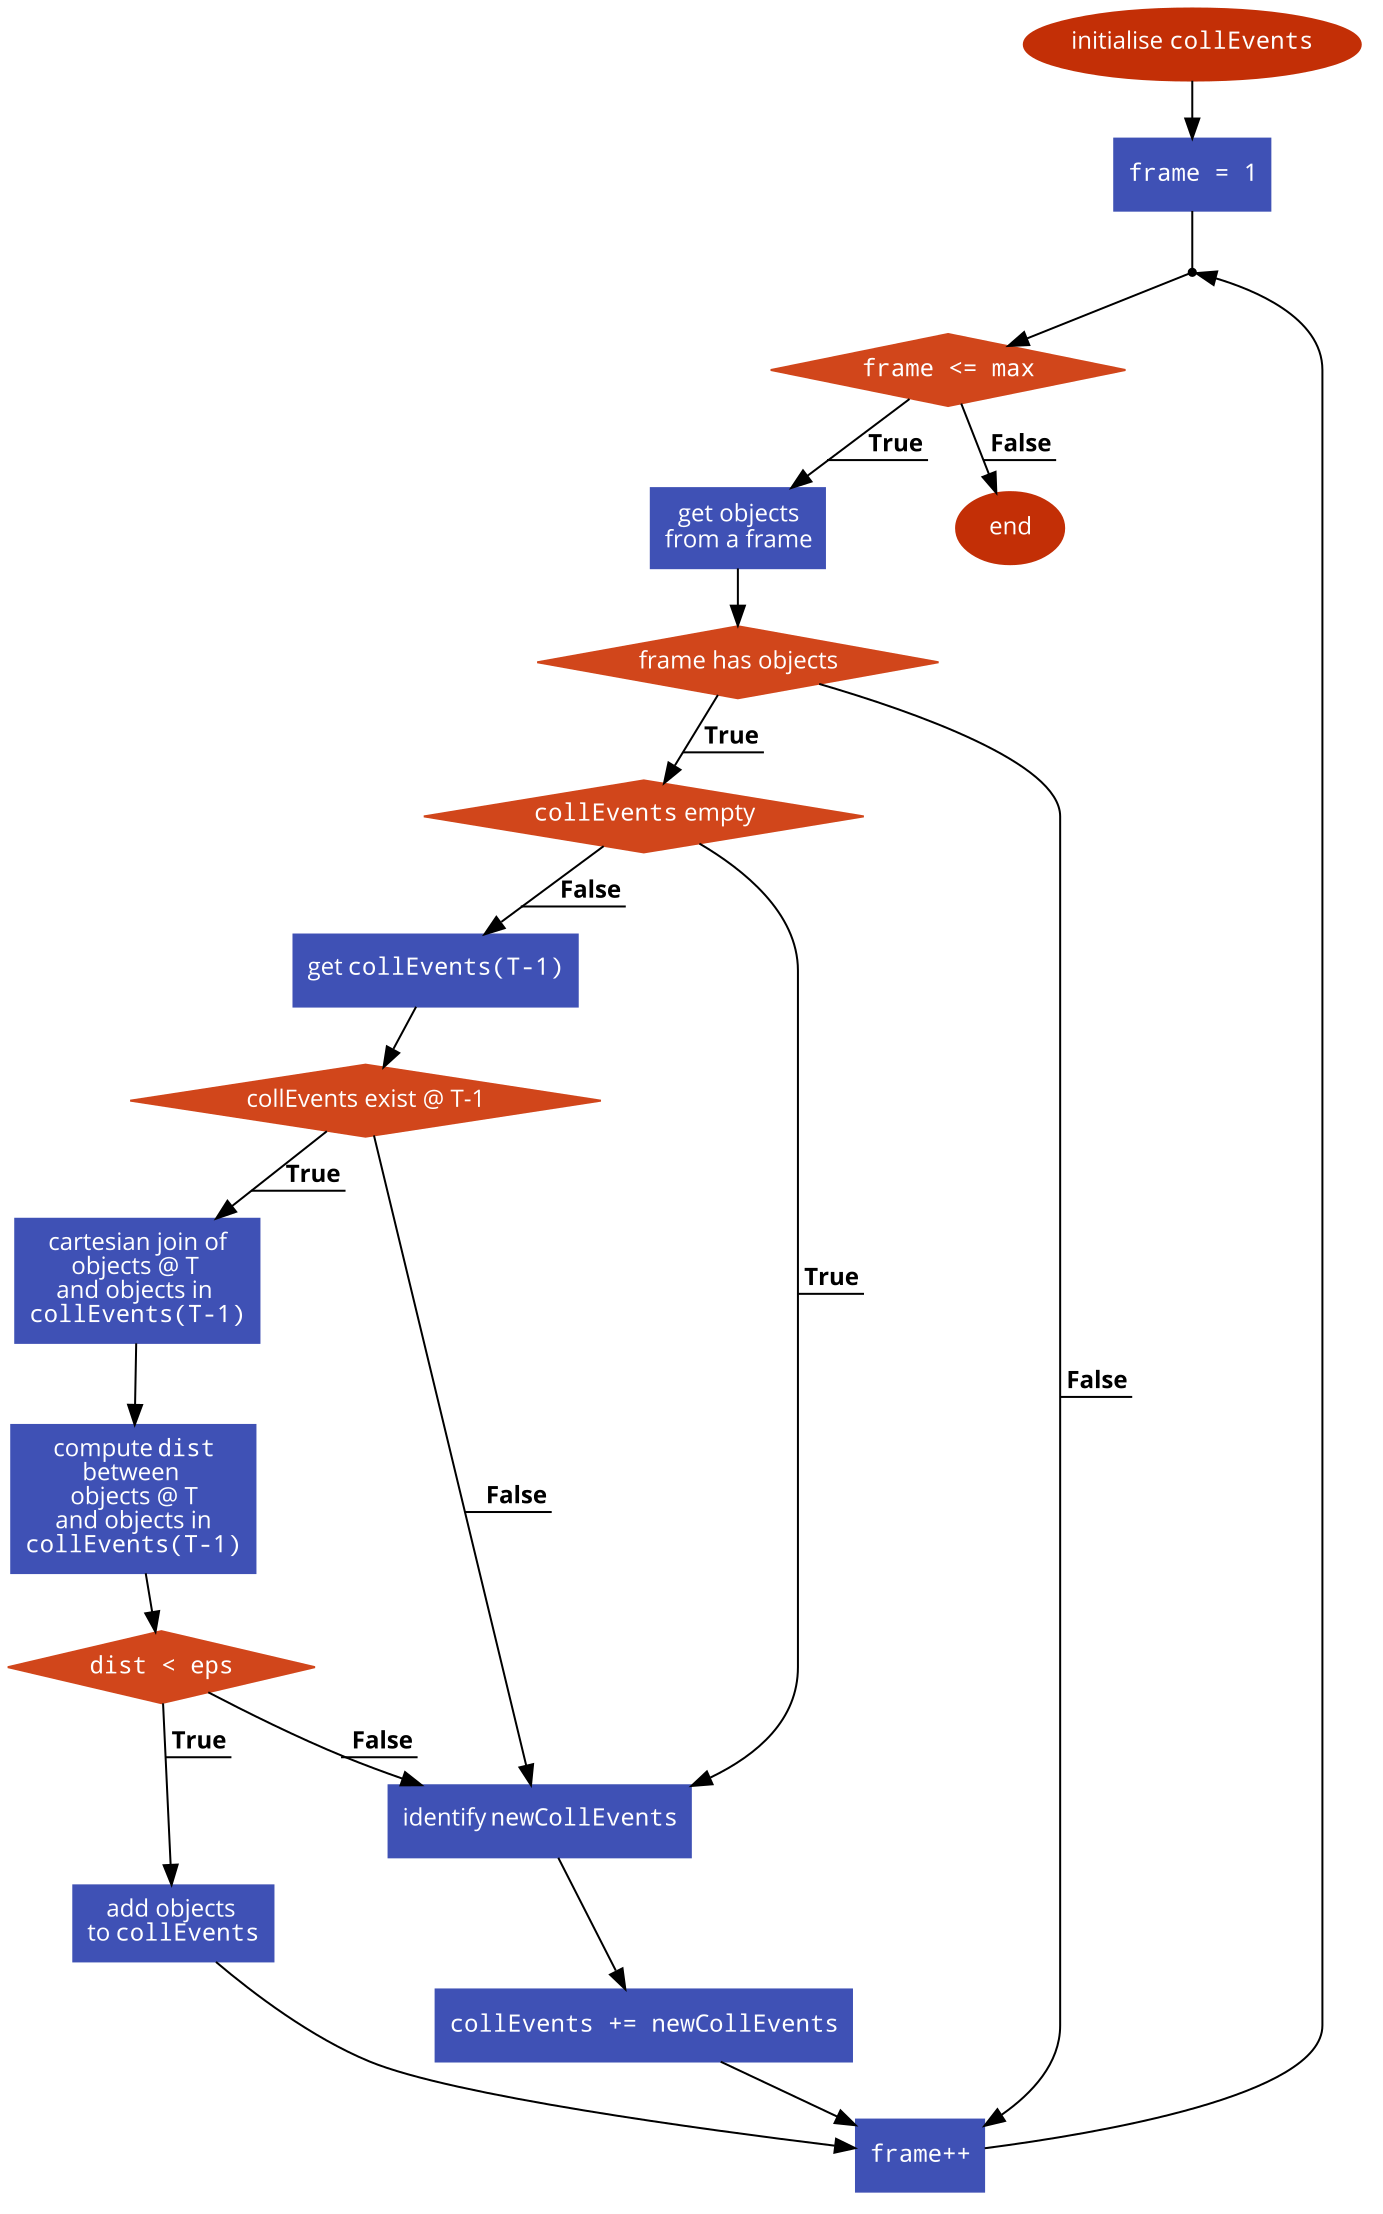 initialise collEvents
frame = 1
frame <= max
True
False
get objects
from a frame
end
frame has objects
True
collEvents empty
False
get collEvents(T-1)
collEvents exist @ T-1
True
cartesian join of
objects @ T
and objects in
collEvents(T-1)
True
False
compute dist
between
objects @ T
and objects in
collEvents(T-1)
False
dist < eps
True
False
identify newCollEvents
add objects
to collEvents
collEvents += newCollEvents
frame++